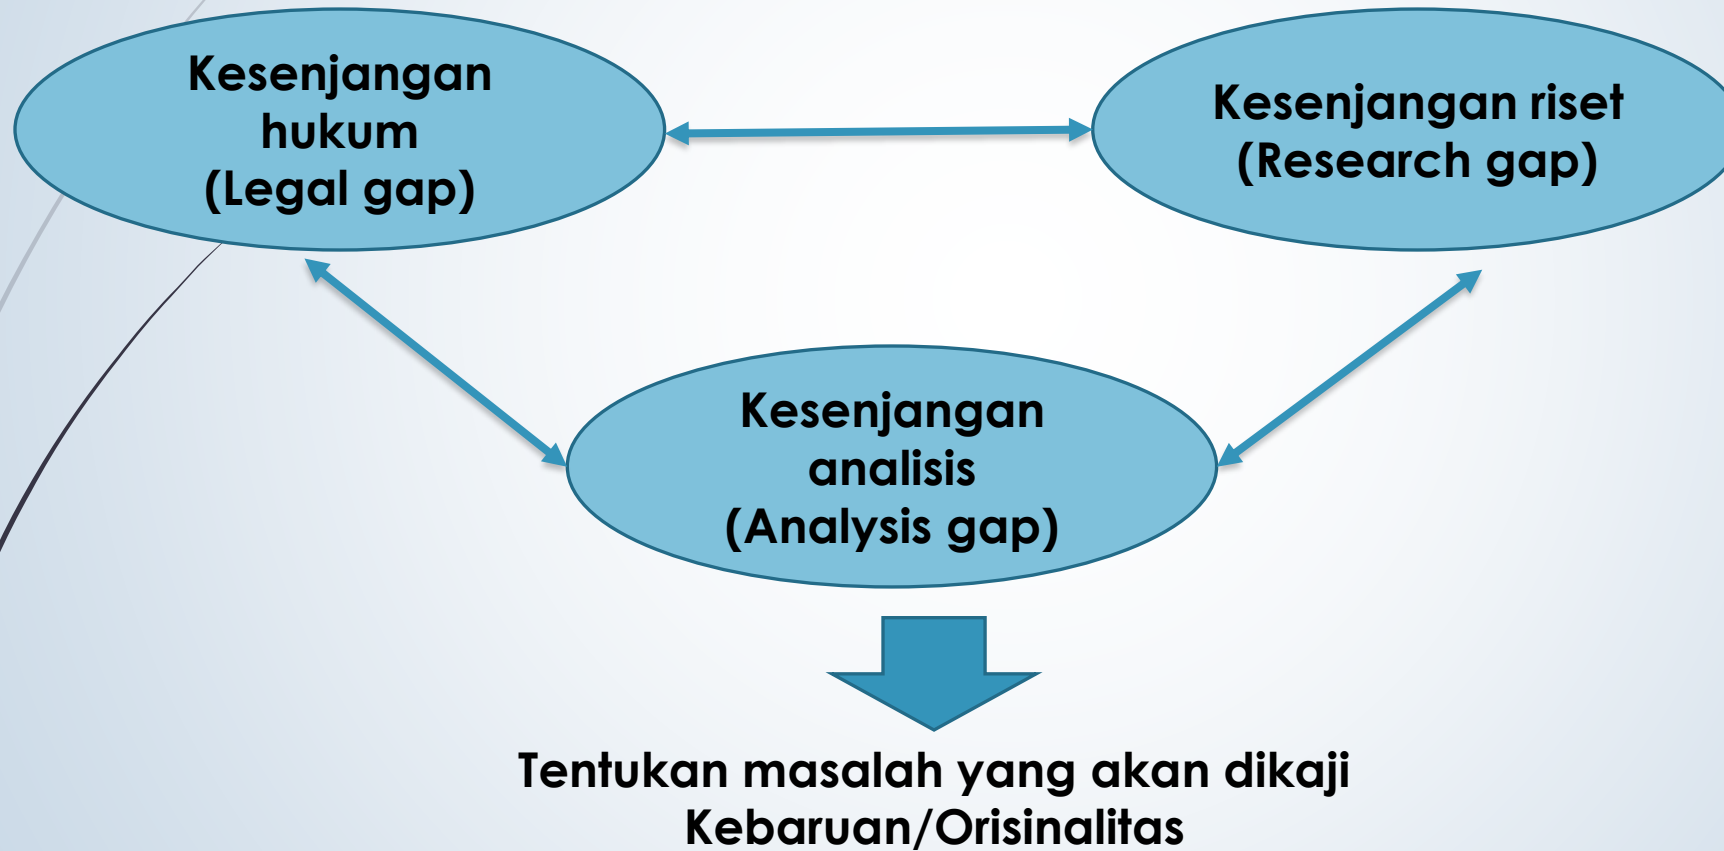 Kesenjangan
hukum
(Legal gap)
Kesenjangan riset
(Research gap)
Kesenjangan
analisis
(Analysis gap)
Tentukan masalah yang akan dikaji
Kebaruan/Orisinalitas